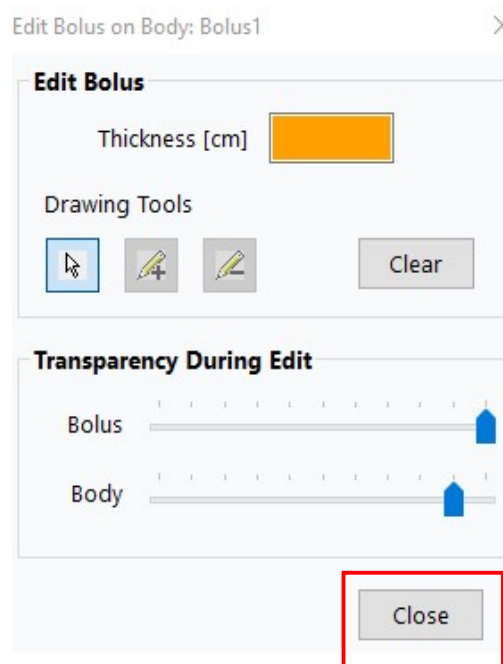 Edit Bolus on Body: Bolus1
Edit Bolus
Thickness [cm]
Drawing Tools
Clear
Transparency During Edit
Bolus
Body
Close